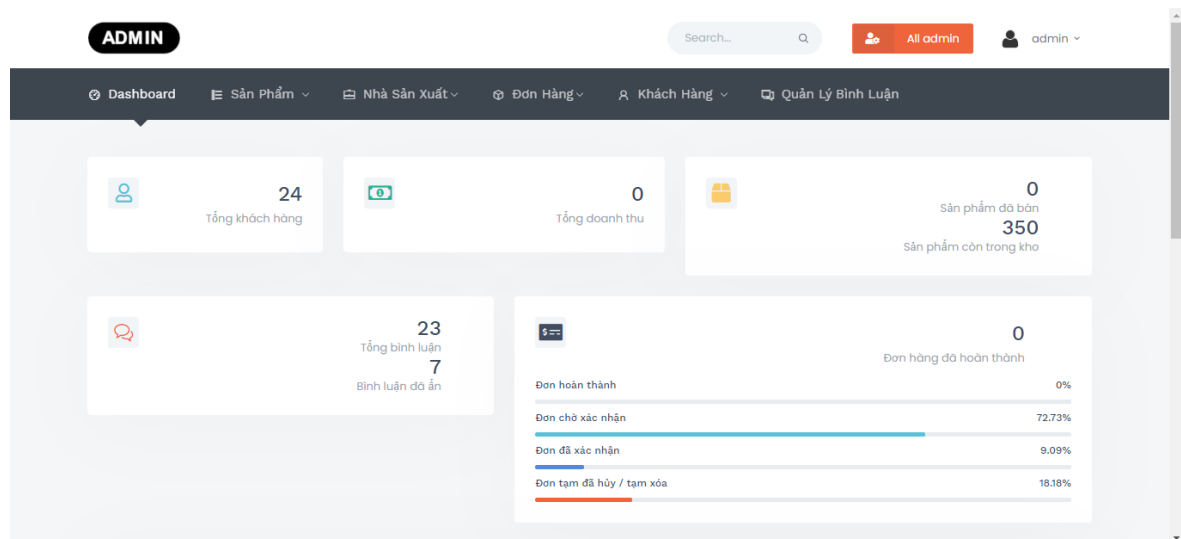 ADMIN
Search...
All admin
admin
Dashboard
Sản Phẩm
Nhà Sản Xuất
Đơn Hàng
Khách Hàng
Quản Lý Bình Luận
24
Tổng khách hàng
0
Tổng doanh thu
0
Sản phẩm đã bán
350
Sản phẩm còn trong kho
23
Tổng bình luận
7
Bình luận đã ẩn
0
Đơn hàng đã hoàn thành
Đơn hoàn thành 0%
Đơn chờ xác nhận 72.73%
Đơn đã xác nhận 9.09%
Đơn tạm đã hủy / tạm xóa 18.18%